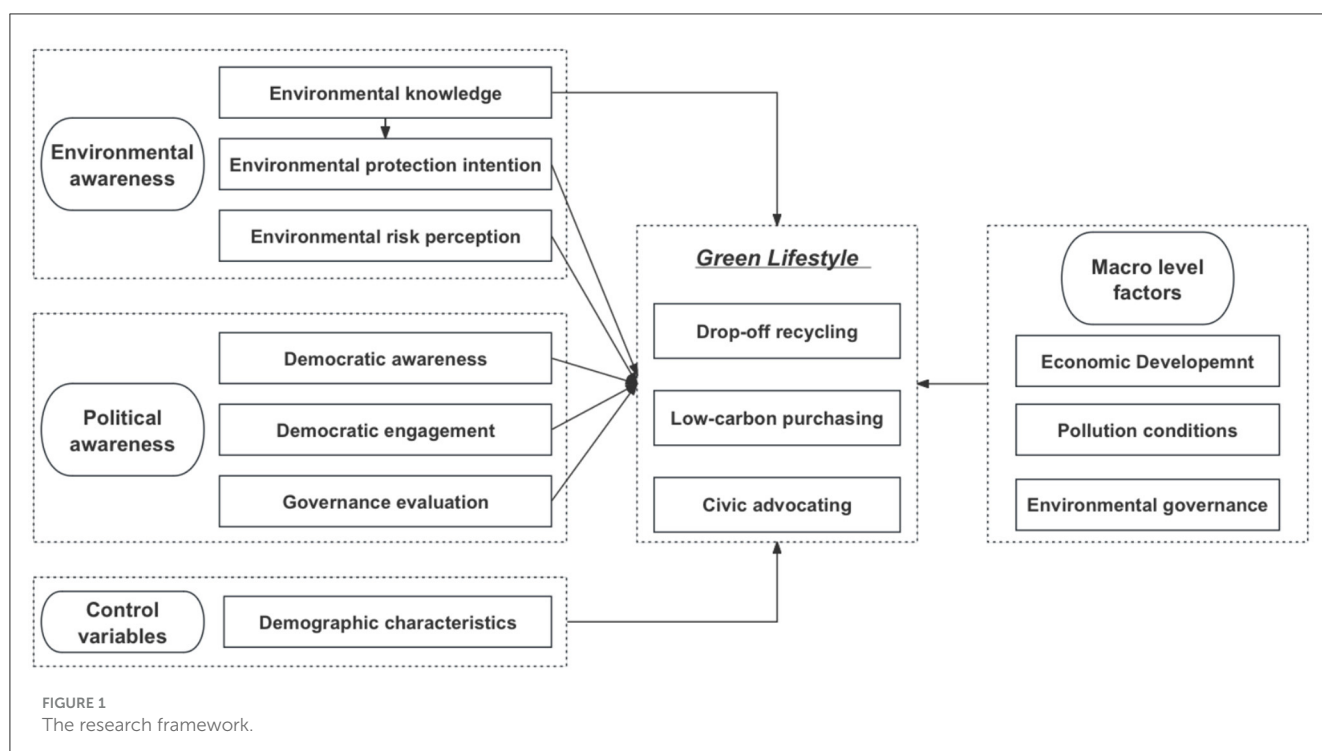 Environmental
awareness
Environmental knowledge
Environmental protection intention
Environmental risk perception
Political
awareness
Democratic awareness
Democratic engagement
Governance evaluation
Control
variables
Demographic characteristics
Green Lifestyle
Drop-off recycling
Low-carbon purchasing
Civic advocating
Macro level
factors
Economic Developemnt
Pollution conditions
Environmental governance
FIGURE 1
The research framework.